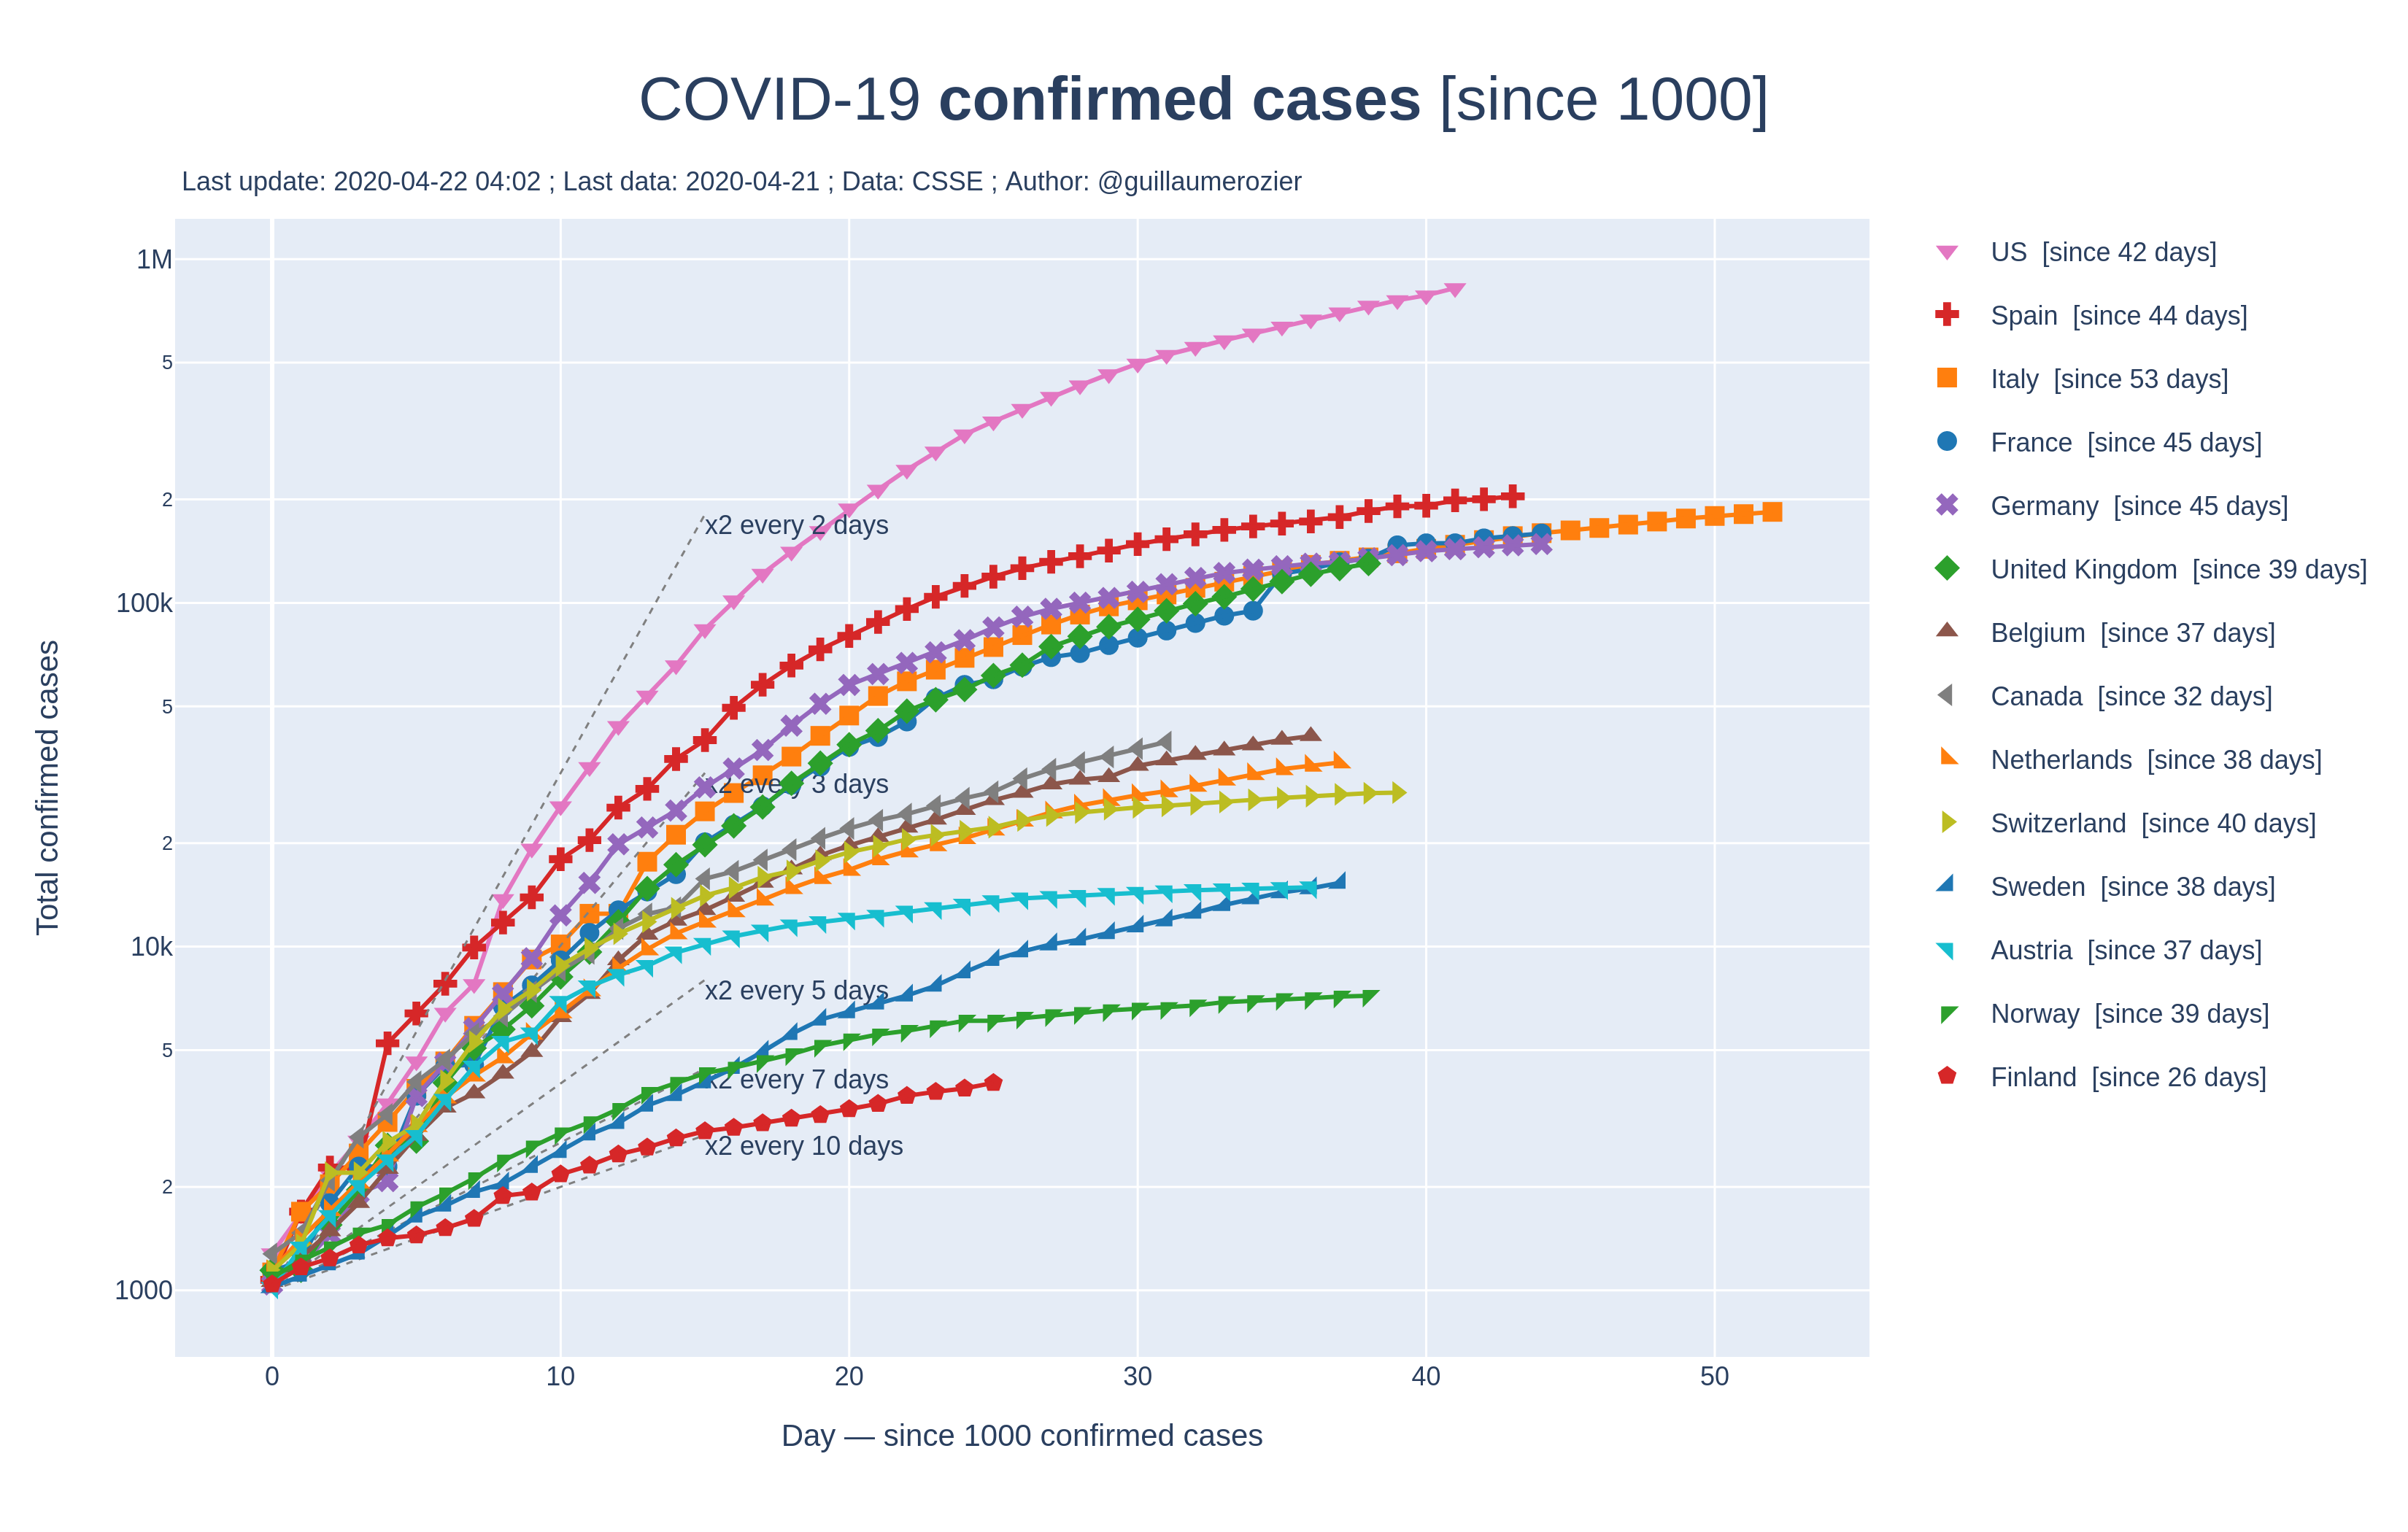 COVID-19 confirmed cases [since 1000]
Last update: 2020-04-22 04:02 ; Last data: 2020-04-21 ; Data: CSSE ; Author: @guillaumerozier
Total confirmed cases
1M
5
2
100k
5
2
10k
5
2
1000
x2 every 2 days
x2 every 3 days
x2 every 5 days
x2 every 7 days
x2 every 10 days
0 10 20 30 40 50
Day — since 1000 confirmed cases
US [since 42 days]
Spain [since 44 days]
Italy [since 53 days]
France [since 45 days]
Germany [since 45 days]
United Kingdom [since 39 days]
Belgium [since 37 days]
Canada [since 32 days]
Netherlands [since 38 days]
Switzerland [since 40 days]
Sweden [since 38 days]
Austria [since 37 days]
Norway [since 39 days]
Finland [since 26 days]